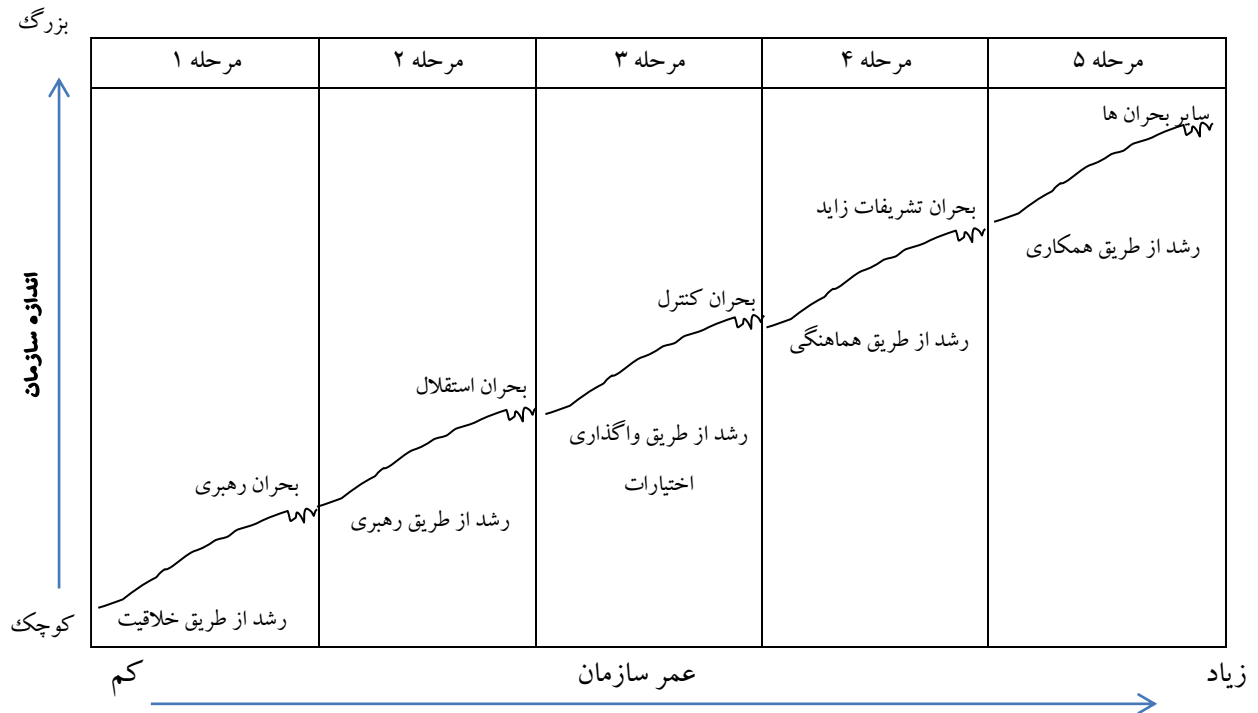 بزرگ
مرحله ۱
مرحله ۲
مرحله ۳
مرحله ۴
مرحله ۵
سایر بحران ها
بحران تشریفات زاید
رشد از طریق همکاری
بحران کنترل
رشد از طریق هماهنگی
اندازه سازمان
بحران استقلال
رشد از طریق واگذاری
اختیارات
بحران رهبری
رشد از طریق رهبری
رشد از طریق خلاقیت
کوچک
کم
عمر سازمان
زیاد